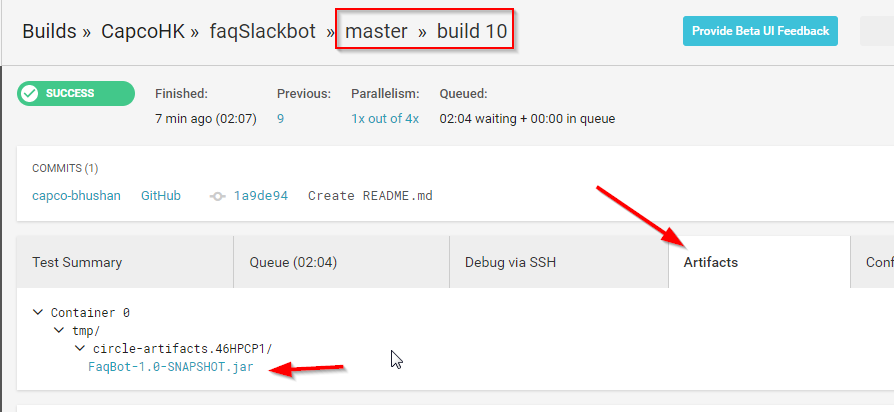 Builds » CapcoHK » faqSlackbot » master » build 10
Provide Beta UI Feedback
SUCCESS
Finished: Previous: Parallelism: Queued:
7 min ago (02:07) 9 1x out of 4x 02:04 waiting + 00:00 in queue
COMMITS (1)
capco-bhushan GitHub 1a9de94 Create README.md
Test Summary Queue (02:04) Debug via SSH Artifacts Conf
Container 0
tmp/
circle-artifacts.46HPCP1/
FaqBot-1.0-SNAPSHOT.jar